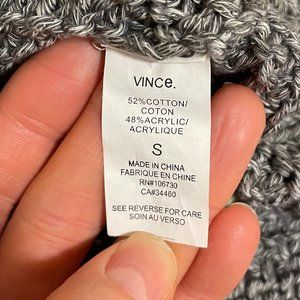 VINCe.
52%COTTON/
COTON
48%ACRYLIC/
ACRYLIQUE
S
MADE IN CHINA
FABRIQUE EN CHINE
RN#106730
CA#34460
SEE REVERSE FOR CARE
SOIN AU VERSO